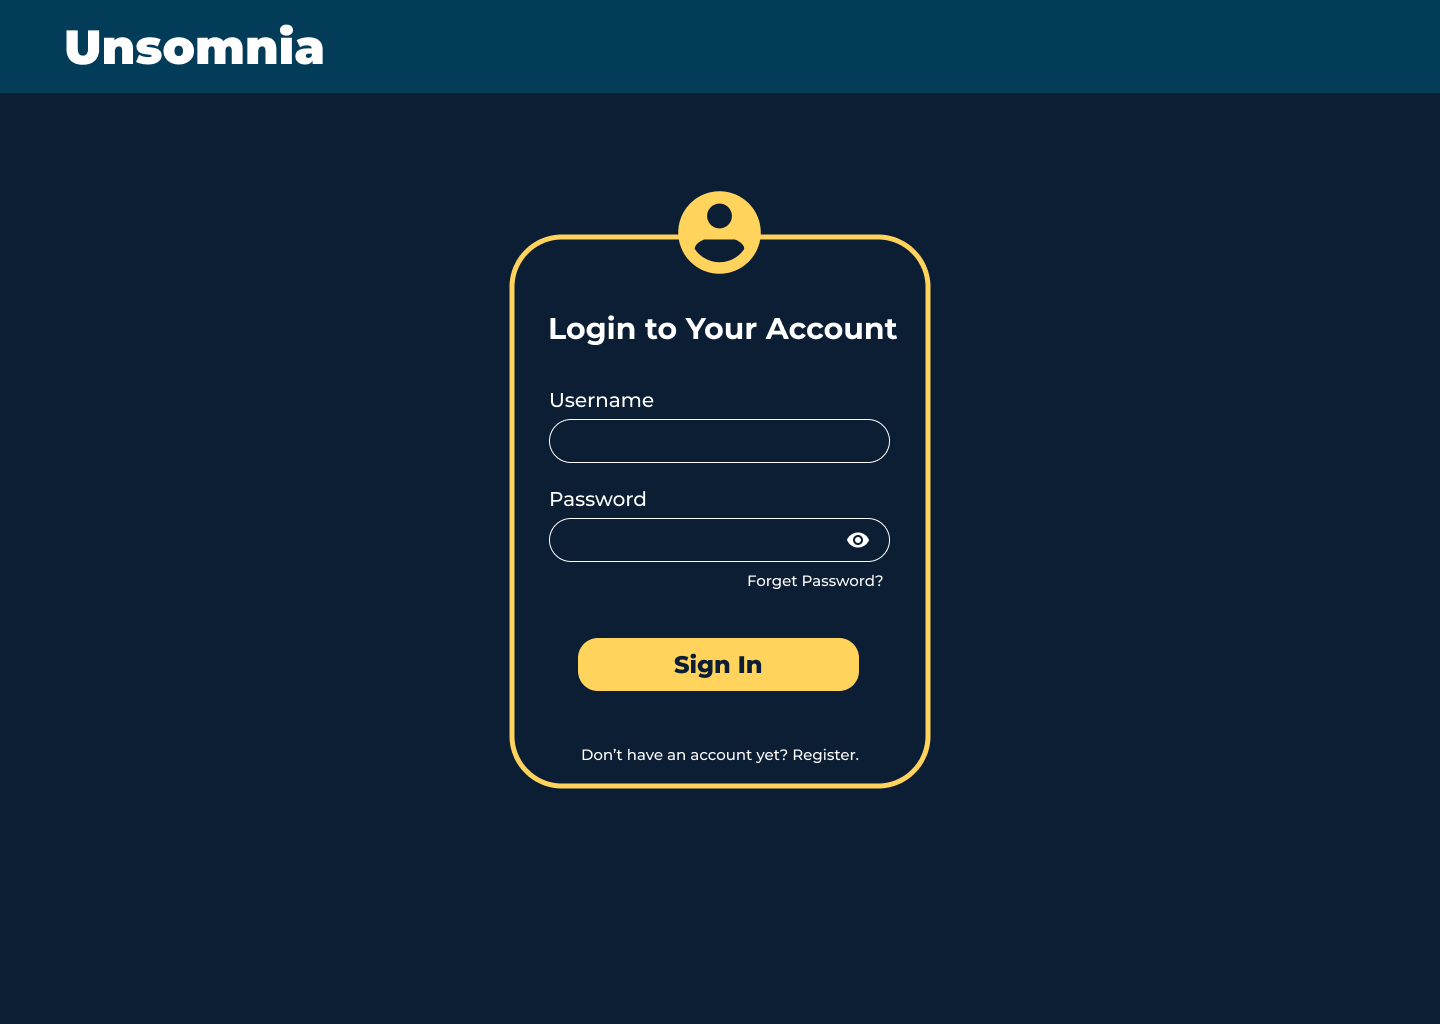 Unsomnia
Login to Your Account
Username
Password
Forget Password?
Sign In
Don’t have an account yet? Register.